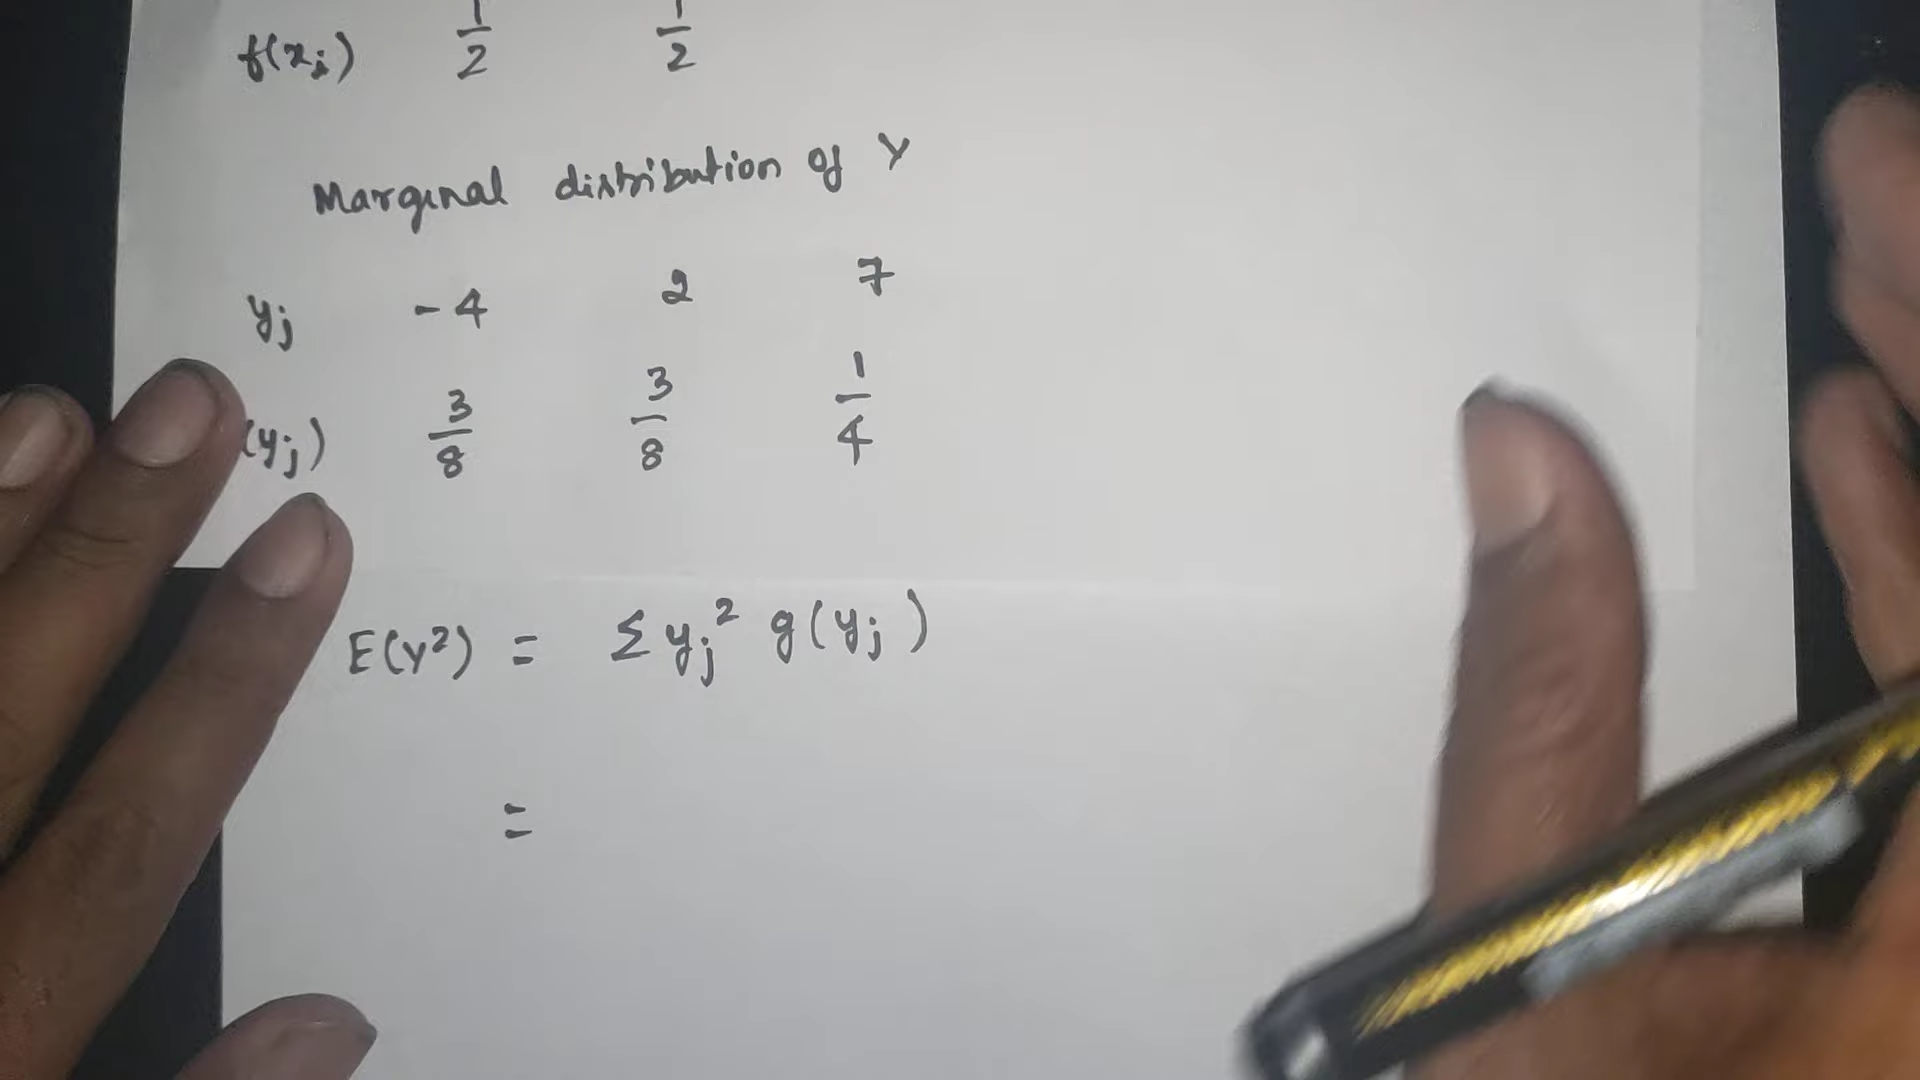 f(xi) 1/2 1/2
Marginal distribution of Y
yj -4 2 7
(yj) 3/8 3/8 1/4
E(Y²) = Σ yj² g(yj)
=